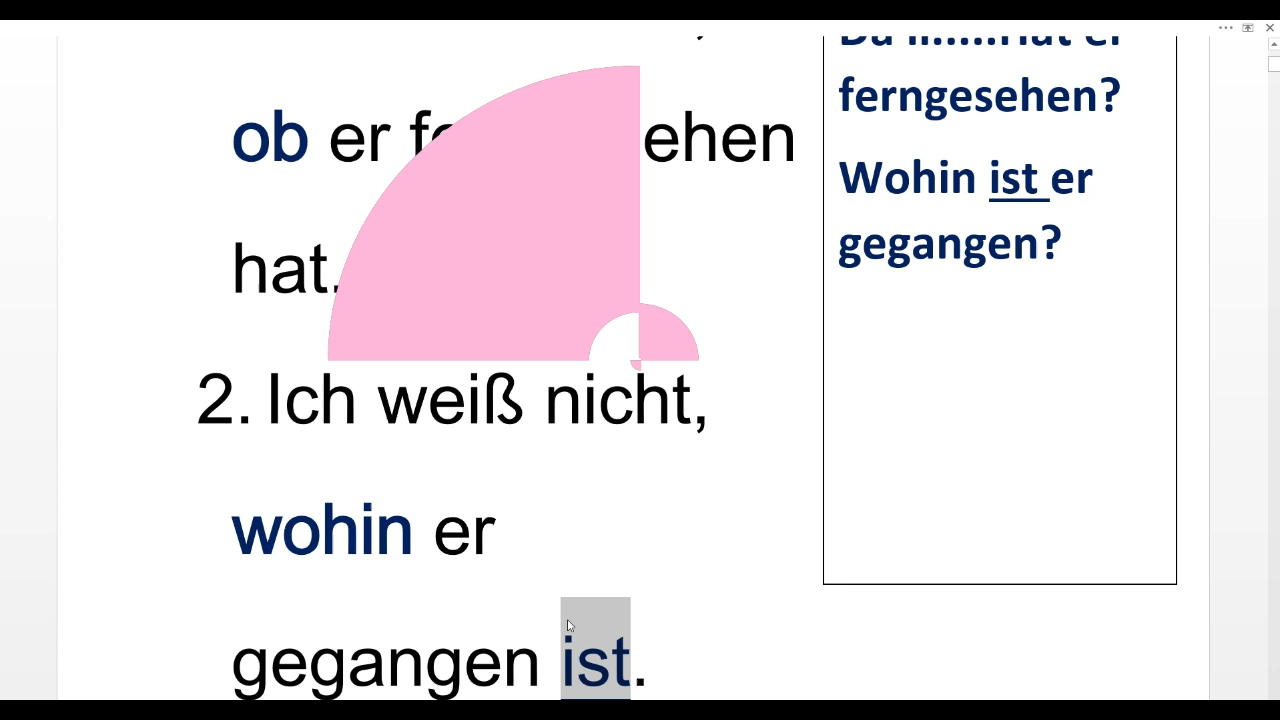 ob er ehen
hat.
2. Ich weiß nicht,
wohin er
gegangen ist.
ferngesehen?
Wohin ist er
gegangen?